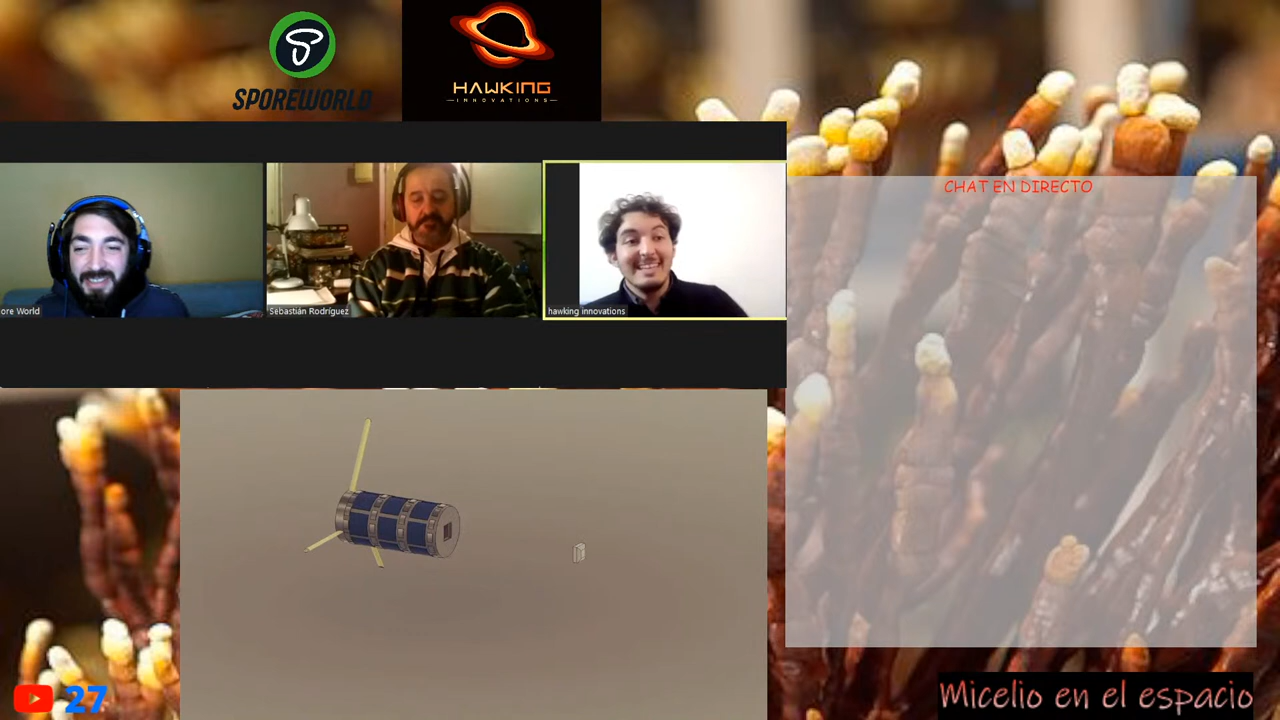 SPOREWORLD
HAWKING
INNOVATIONS
CHAT EN DIRECTO
ore World
Sebastián Rodríguez
hawking innovations
27
Micelio en el espacio